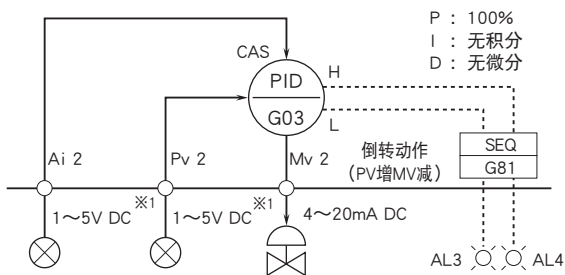 P : 100%
I : 无积分
D : 无微分
CAS
PID
G03
H
L
Ai 2
Pv 2
Mv 2
倒转动作
（PV增MV减）
SEQ
G81
1～5V DC
※1
1～5V DC
※1
4～20mA DC
AL3
AL4